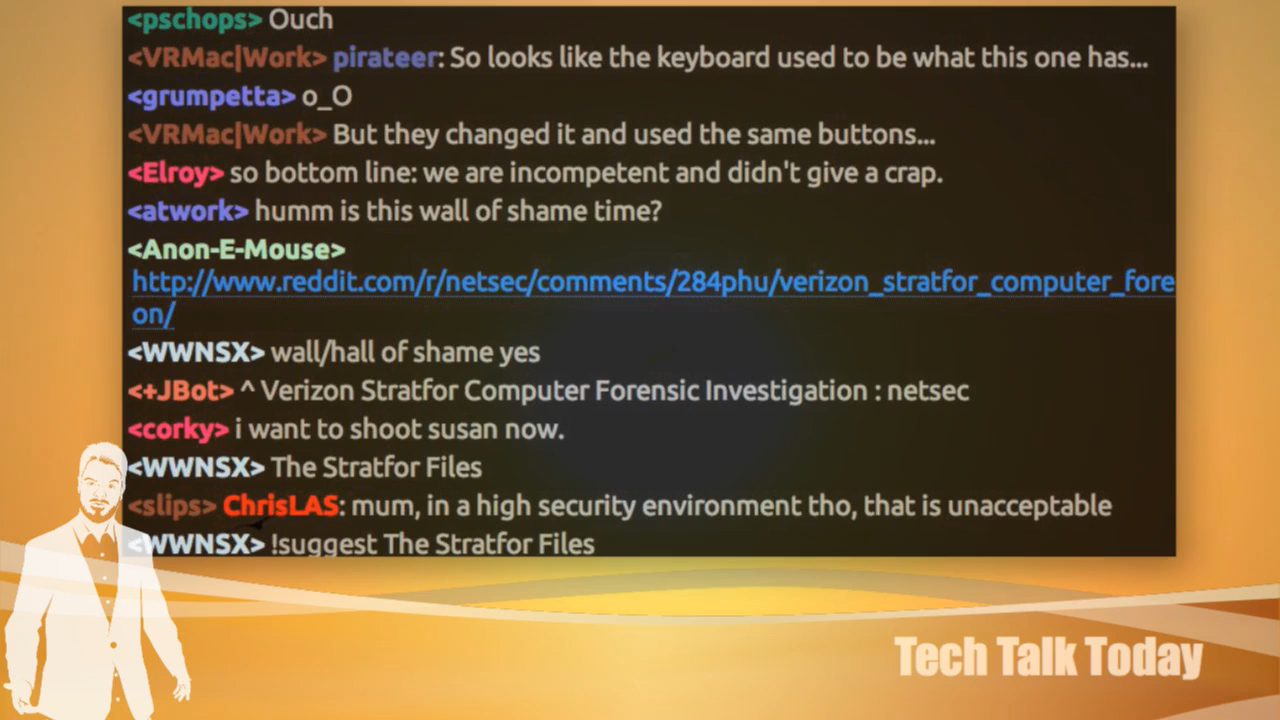 <pschops> Ouch
<VRMac|Work> pirateer: So looks like the keyboard used to be what this one has...
<grumpetta> o_O
<VRMac|Work> But they changed it and used the same buttons...
<Elroy> so bottom line: we are incompetent and didn't give a crap.
<atwork> humm is this wall of shame time?
<Anon-E-Mouse>
http://www.reddit.com/r/netsec/comments/284phu/verizon_stratfor_computer_fore
on/
<WWNSX> wall/hall of shame yes
<+JBot> ^ Verizon Stratfor Computer Forensic Investigation : netsec
<corky> i want to shoot susan now.
<WWNSX> The Stratfor Files
<slips> ChrisLAS: mum, in a high security environment tho, that is unacceptable
<WWNSX> !suggest The Stratfor Files
Tech Talk Today